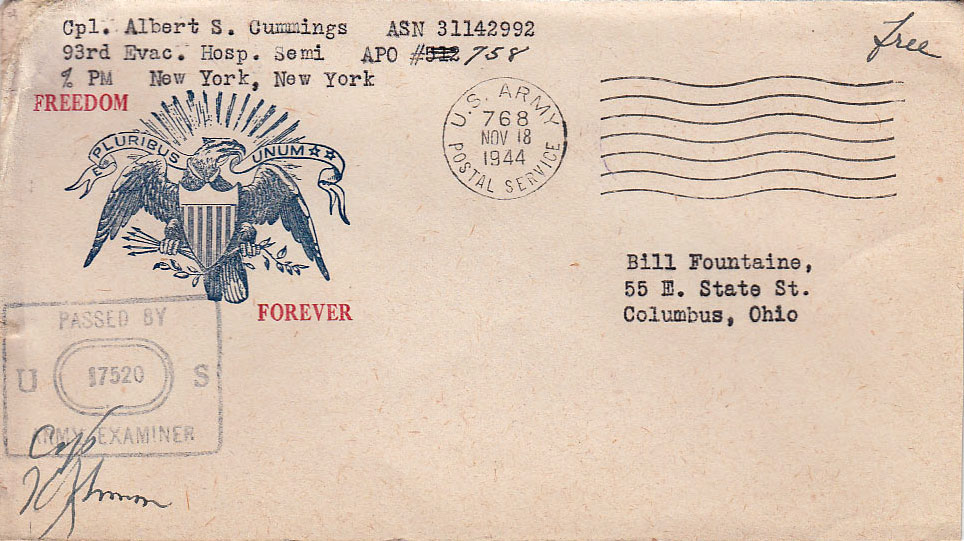 Cpl. Albert S. Cummings ASN 31142992
Free
93rd Evac. Hosp. Semi APO #512 758
% PM New York, New York
FREEDOM
E PLURIBUS UNUM
FOREVER
U.S. ARMY
768
NOV 18
1944
POSTAL SERVICE
Bill Fountaine,
55 E. State St.
Columbus, Ohio
PASSED BY
U 17520 S
ARMY EXAMINER